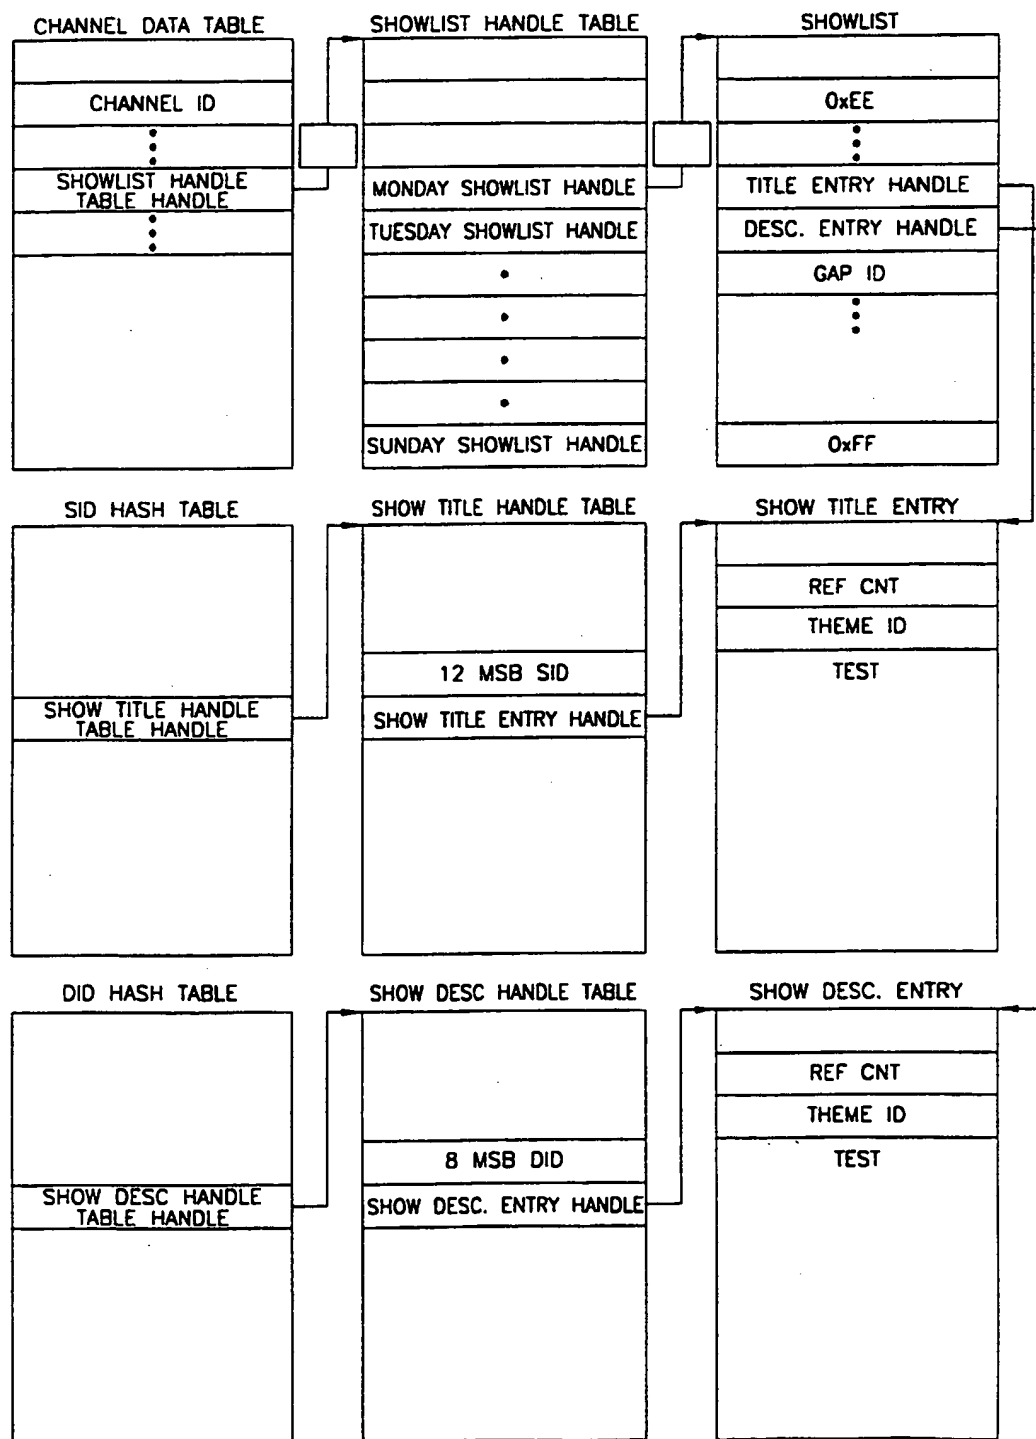 CHANNEL DATA TABLE
CHANNEL ID
SHOWLIST HANDLE
TABLE HANDLE
SHOWLIST HANDLE TABLE
MONDAY SHOWLIST HANDLE
TUESDAY SHOWLIST HANDLE
SUNDAY SHOWLIST HANDLE
SHOWLIST
0xEE
TITLE ENTRY HANDLE
DESC. ENTRY HANDLE
GAP ID
0xFF
SID HASH TABLE
SHOW TITLE HANDLE
TABLE HANDLE
SHOW TITLE HANDLE TABLE
12 MSB SID
SHOW TITLE ENTRY HANDLE
SHOW TITLE ENTRY
REF CNT
THEME ID
TEST
DID HASH TABLE
SHOW DESC HANDLE
TABLE HANDLE
SHOW DESC HANDLE TABLE
8 MSB DID
SHOW DESC. ENTRY HANDLE
SHOW DESC. ENTRY
REF CNT
THEME ID
TEST